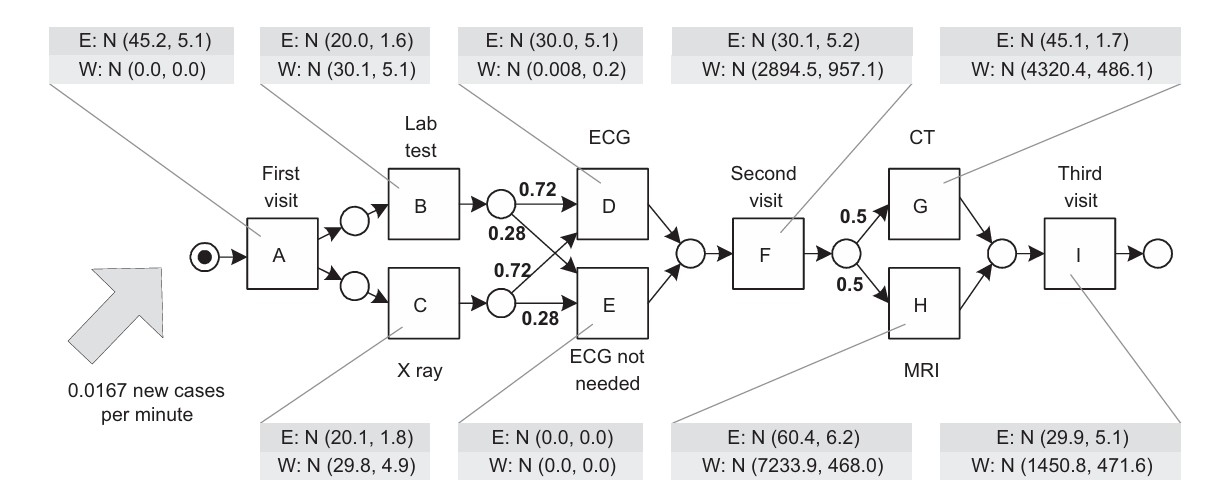 E: N (45.2, 5.1)
W: N (0.0, 0.0)
E: N (20.0, 1.6)
W: N (30.1, 5.1)
E: N (30.0, 5.1)
W: N (0.008, 0.2)
E: N (30.1, 5.2)
W: N (2894.5, 957.1)
E: N (45.1, 1.7)
W: N (4320.4, 486.1)
Lab
test
ECG
CT
First
visit
Second
visit
Third
visit
A
B
C
0.72
0.28
0.72
0.28
D
E
F
0.5
0.5
G
H
I
X ray
ECG not
needed
MRI
0.0167 new cases
per minute
E: N (20.1, 1.8)
W: N (29.8, 4.9)
E: N (0.0, 0.0)
W: N (0.0, 0.0)
E: N (60.4, 6.2)
W: N (7233.9, 468.0)
E: N (29.9, 5.1)
W: N (1450.8, 471.6)